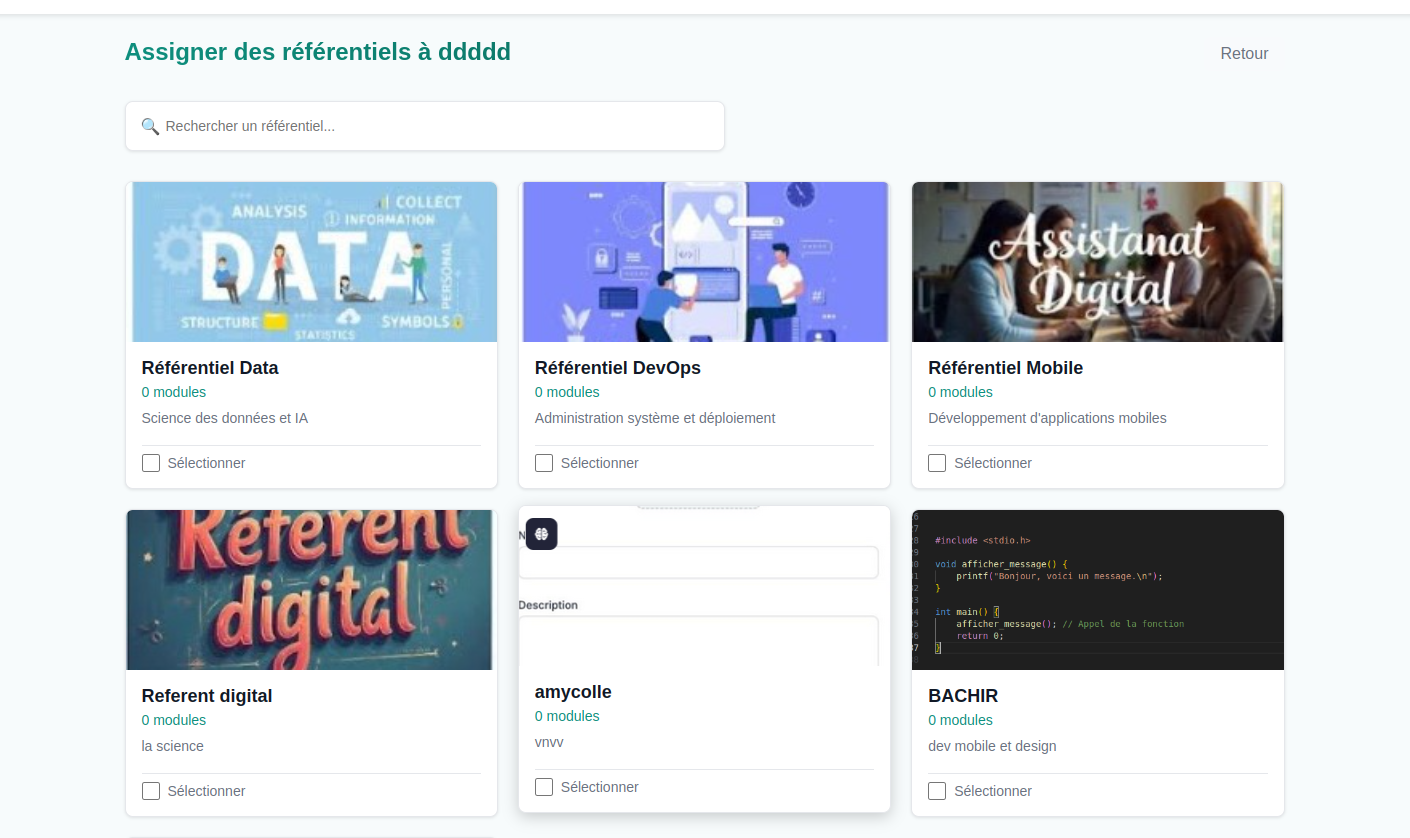 Assigner des référentiels à ddddd
Retour
🔍 Rechercher un référentiel...
ANALYSIS
COLLECT
INFORMATION
DATA
PERSONAL
STRUCTURE
STATISTICS
SYMBOLS
Assistanat
Digital
Référentiel Data
0 modules
Science des données et IA
Sélectionner
Référentiel DevOps
0 modules
Administration système et déploiement
Sélectionner
Référentiel Mobile
0 modules
Développement d'applications mobiles
Sélectionner
Référent
digital
Referent digital
0 modules
la science
Sélectionner
N
Description
amycolle
0 modules
vnvv
Sélectionner
#include <stdio.h>
void afficher_message() {
printf("Bonjour, voici un message.\n");
}
int main() {
afficher_message(); // Appel de la fonction
return 0;
}
BACHIR
0 modules
dev mobile et design
Sélectionner